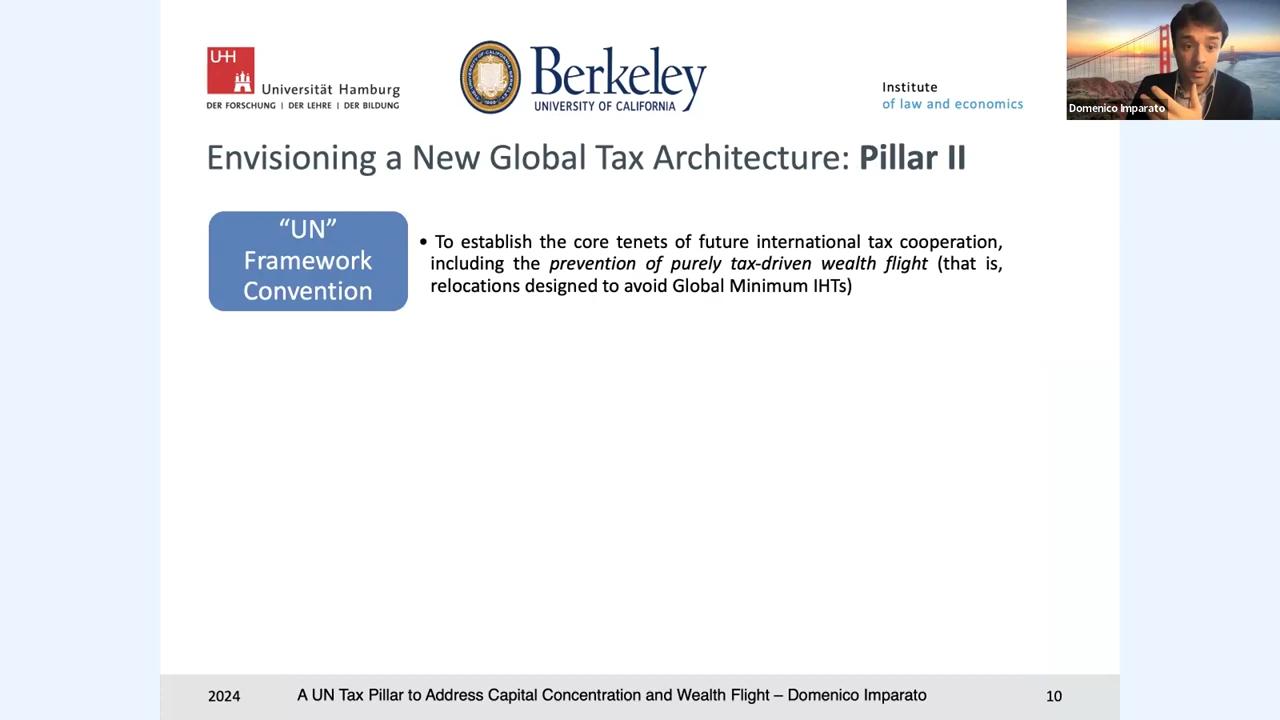 UHH
Universität Hamburg
DER FORSCHUNG | DER LEHRE | DER BILDUNG
Berkeley
UNIVERSITY OF CALIFORNIA
Institute
of law and economics
Domenico Imparato
Envisioning a New Global Tax Architecture: Pillar II
“UN”
Framework
Convention
• To establish the core tenets of future international tax cooperation,
including the prevention of purely tax-driven wealth flight (that is,
relocations designed to avoid Global Minimum IHTs)
2024
A UN Tax Pillar to Address Capital Concentration and Wealth Flight – Domenico Imparato
10